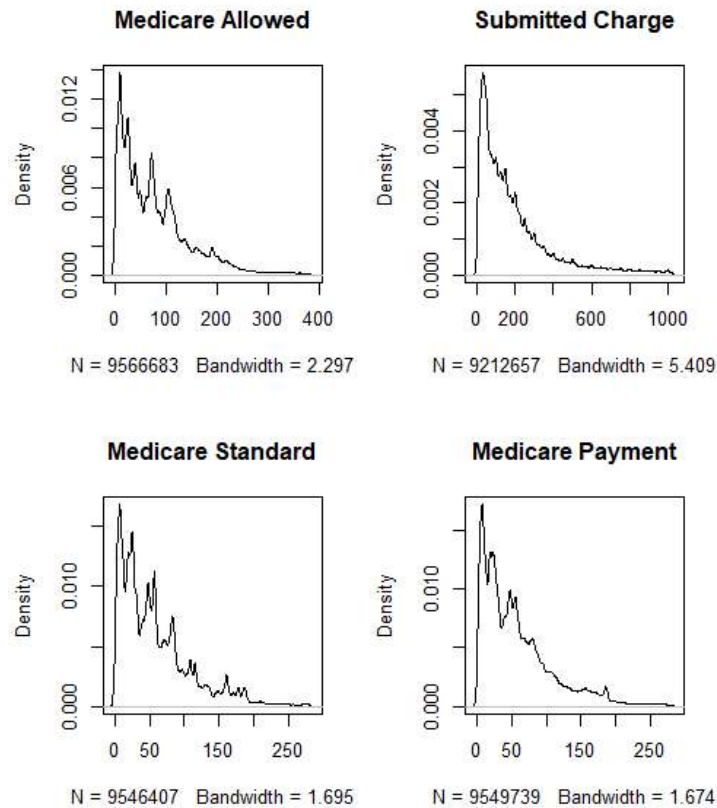 Medicare Allowed
Density
0.000
0.006
0.012
0 100 200 300 400
N = 9566683 Bandwidth = 2.297
Submitted Charge
Density
0.000
0.002
0.004
0 200 600 1000
N = 9212657 Bandwidth = 5.409
Medicare Standard
Density
0.000
0.010
0 50 150 250
N = 9546407 Bandwidth = 1.695
Medicare Payment
Density
0.000
0.010
0 50 150 250
N = 9549739 Bandwidth = 1.674